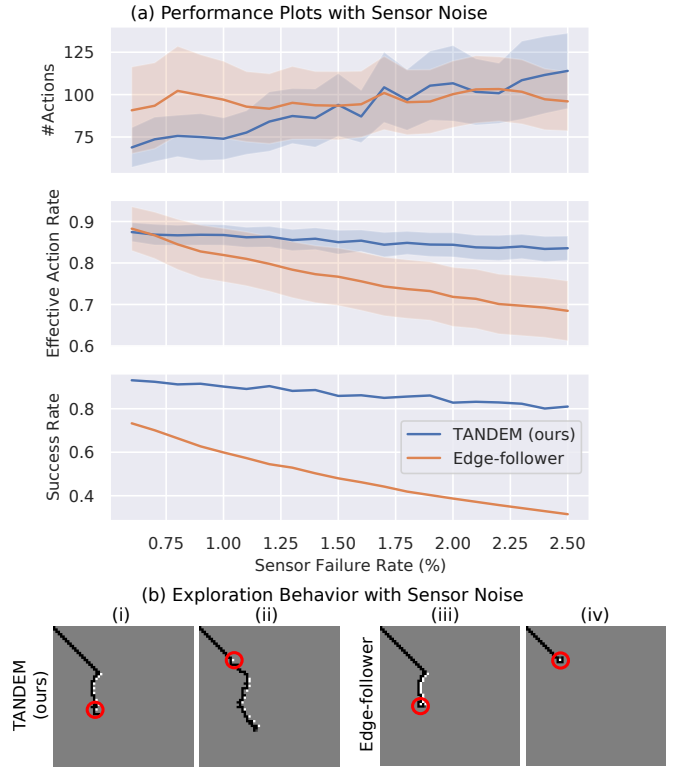 (a) Performance Plots with Sensor Noise
#Actions
125
100
75
Effective Action Rate
0.9
0.8
0.7
0.6
Success Rate
0.8
0.6
0.4
TANDEM (ours)
Edge-follower
0.75 1.00 1.25 1.50 1.75 2.00 2.25 2.50
Sensor Failure Rate (%)
(b) Exploration Behavior with Sensor Noise
(i) (ii) (iii) (iv)
TANDEM
(ours)
Edge-follower